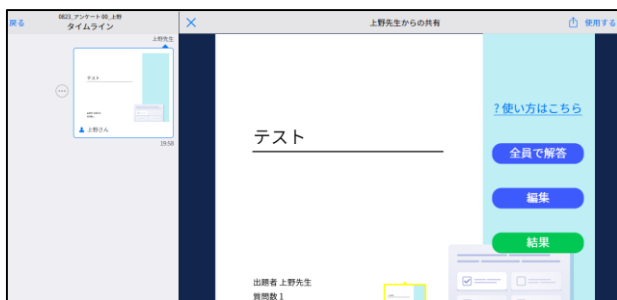 戻る
0823_アンケート00_上野
タイムライン
上野先生
テスト
上野さん
19:50
上野先生からの共有
使用する
テスト
?使い方はこちら
全員で解答
編集
結果
出題者 上野先生
質問数 1